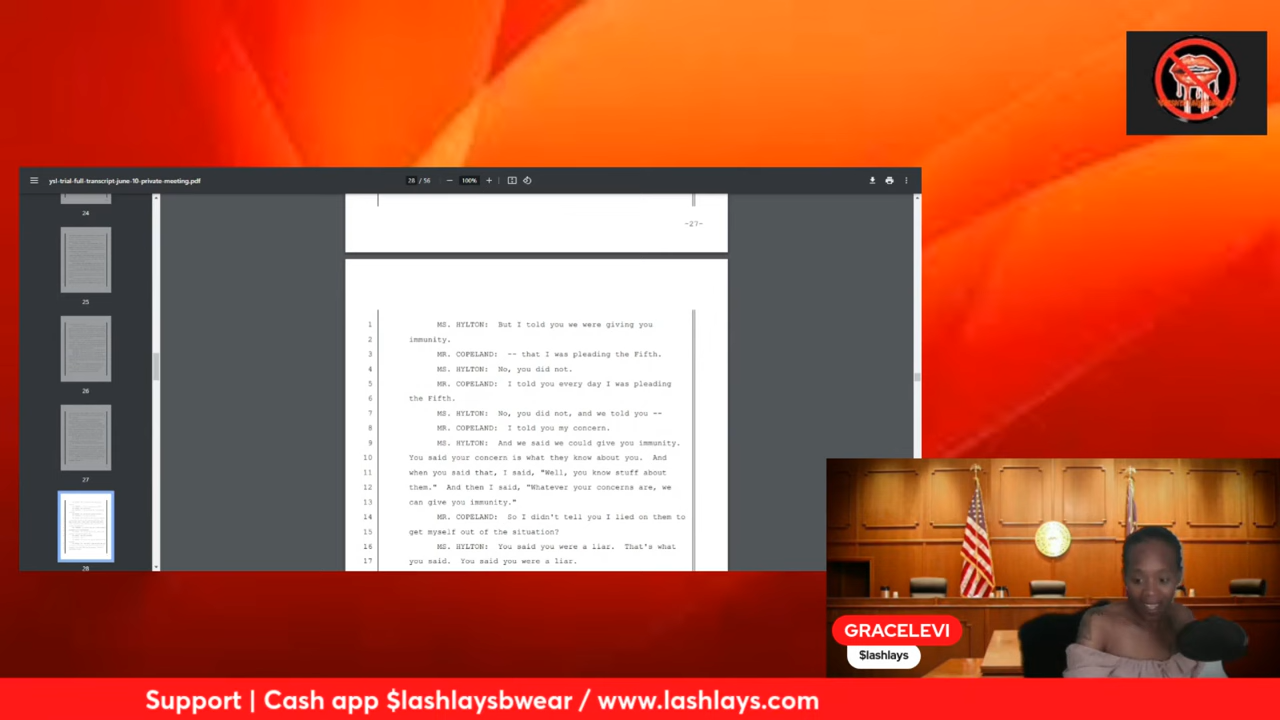 ysl-trial-full-transcript-june-10-private-meeting.pdf
28 / 56
100%
24
25
26
27
28
-27-
1 MS. HYLTON: But I told you we were giving you
2 immunity.
3 MR. COPELAND: -- that I was pleading the Fifth.
4 MS. HYLTON: No, you did not.
5 MR. COPELAND: I told you every day I was pleading
6 the Fifth.
7 MS. HYLTON: No, you did not, and we told you --
8 MR. COPELAND: I told you my concern.
9 MS. HYLTON: And we said we could give you immunity.
10 You said your concern is what they know about you. And
11 when you said that, I said, "Well, you know stuff about
12 them." And then I said, "Whatever your concerns are, we
13 can give you immunity."
14 MR. COPELAND: So I didn't tell you I lied on them to
15 get myself out of the situation?
16 MS. HYLTON: You said you were a liar. That's what
17 you said. You said you were a liar.
GRACELEVI
$lashlays
Support | Cash app $lashlaysbwear / www.lashlays.com